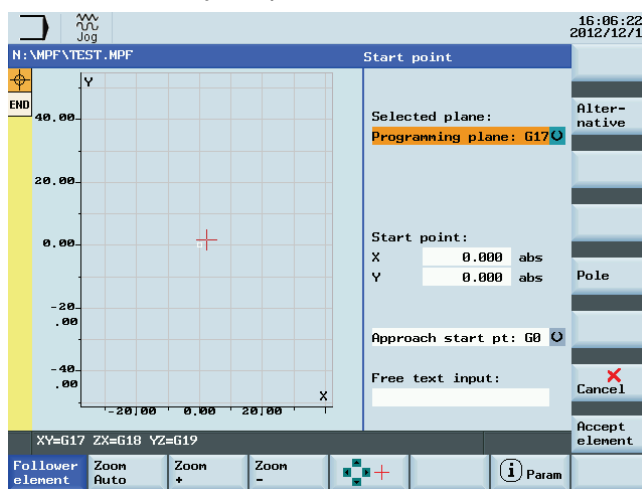 Jog
16:06:22
2012/12/1
N:\MPF\TEST.MPF
Start point
Y
END
40.00
20.00
0.00
-20
.00
-40
.00
X
-20.00 0.00 20.00
Selected plane:
Programming plane: G17
Start point:
X 0.000 abs
Y 0.000 abs
Approach start pt: G0
Free text input:
Alter-
native
Pole
Cancel
Accept
element
XY=G17 ZX=G18 YZ=G19
Follower
element
Zoom
Auto
Zoom
+
Zoom
-
i Param